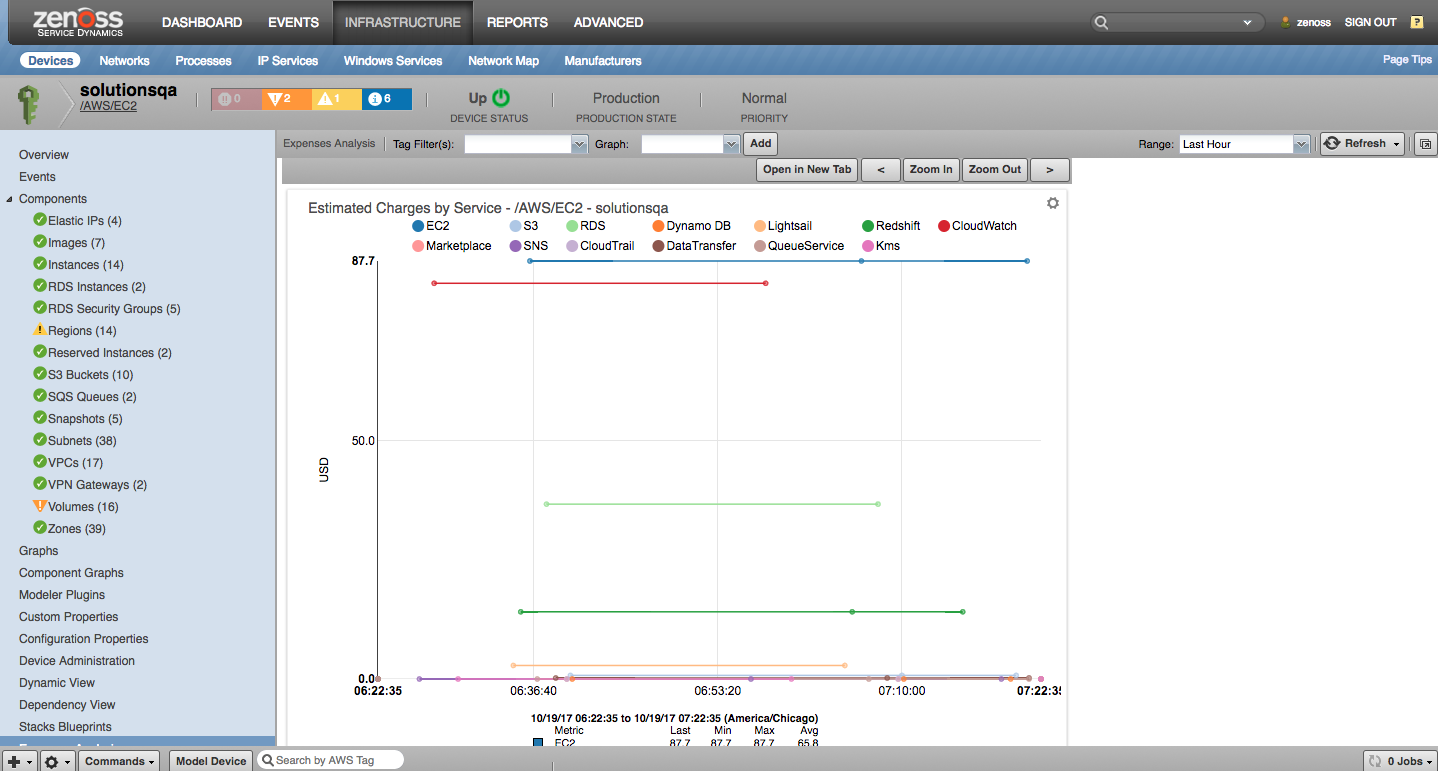 zenoss
SERVICE DYNAMICS
DASHBOARD EVENTS INFRASTRUCTURE REPORTS ADVANCED
zenoss SIGN OUT ?
Devices Networks Processes IP Services Windows Services Network Map Manufacturers Page Tips
solutionsqa
/AWS/EC2
0 2 1 6
Up
DEVICE STATUS
Production
PRODUCTION STATE
Normal
PRIORITY
Overview
Events
Components
Elastic IPs (4)
Images (7)
Instances (14)
RDS Instances (2)
RDS Security Groups (5)
Regions (14)
Reserved Instances (2)
S3 Buckets (10)
SQS Queues (2)
Snapshots (5)
Subnets (38)
VPCs (17)
VPN Gateways (2)
Volumes (16)
Zones (39)
Graphs
Component Graphs
Modeler Plugins
Custom Properties
Configuration Properties
Device Administration
Dynamic View
Dependency View
Stacks Blueprints
Expenses Analysis Tag Filter(s): Graph: Add Range: Last Hour Refresh
Open in New Tab < Zoom In Zoom Out >
Estimated Charges by Service - /AWS/EC2 - solutionsqa
EC2 S3 RDS Dynamo DB Lightsail Redshift CloudWatch
Marketplace SNS CloudTrail DataTransfer QueueService Kms
87.7
50.0
USD
0.0
06:22:35 06:36:40 06:53:20 07:10:00 07:22:35
10/19/17 06:22:35 to 10/19/17 07:22:35 (America/Chicago)
Metric Last Min Max Avg
EC2 87.7 87.7 87.7 65.8
Commands Model Device Search by AWS Tag 0 Jobs